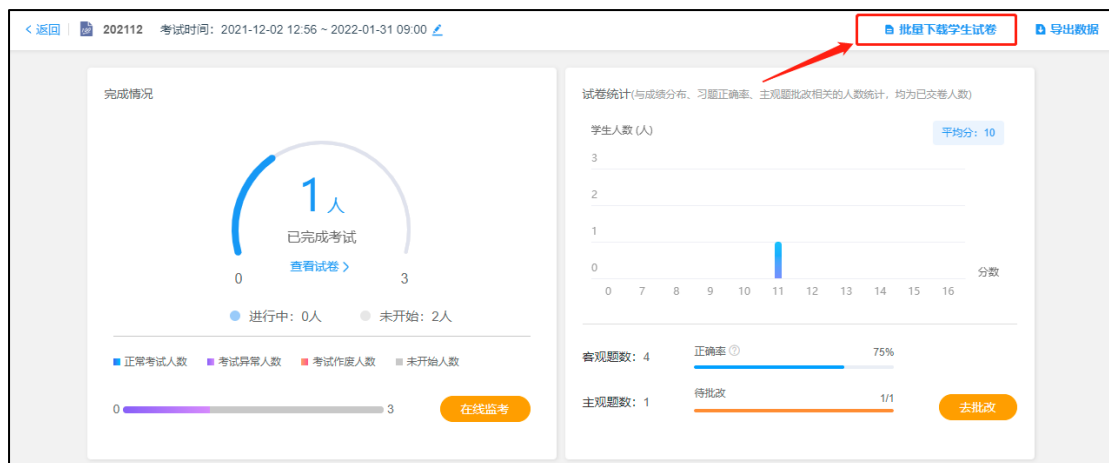 < 返回 202112 考试时间：2021-12-02 12:56 ~ 2022-01-31 09:00 批量下载学生试卷 导出数据
完成情况
1人
已完成考试
查看试卷 >
0 3
进行中：0人 未开始：2人
正常考试人数 考试异常人数 考试作废人数 未开始人数
0 3 在线监考
试卷统计(与成绩分布、习题正确率、主观题批改相关的人数统计，均为已交卷人数)
学生人数 (人) 平均分：10
3
2
1
0
分数
0 7 8 9 10 11 12 13 14 15 16
客观题数：4 正确率 ? 75%
主观题数：1 待批改 1/1 去批改